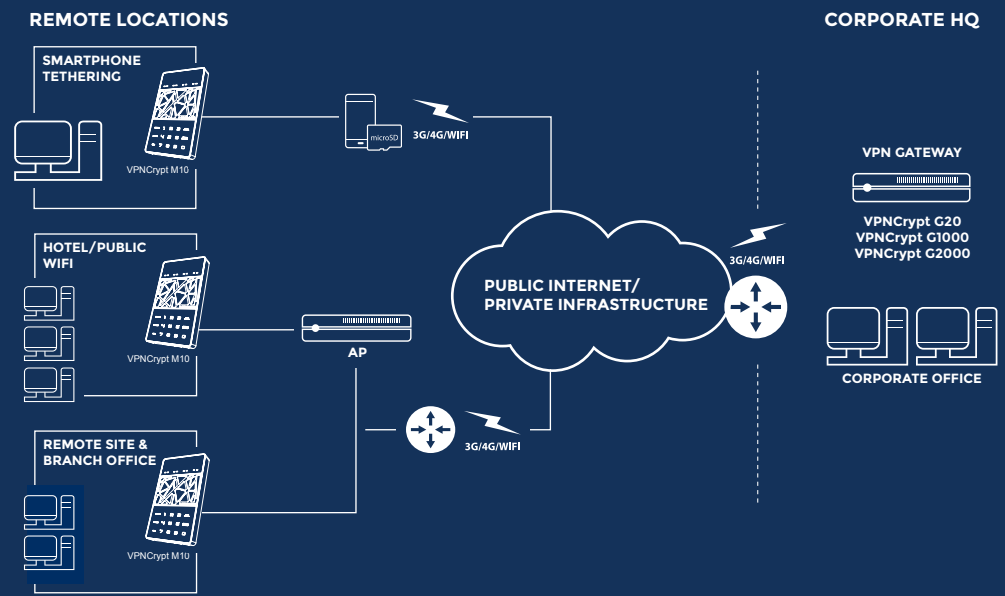 REMOTE LOCATIONS
CORPORATE HQ
SMARTPHONE
TETHERING
VPNCrypt M10
microSD
3G/4G/WIFI
HOTEL/PUBLIC
WIFI
VPNCrypt M10
AP
REMOTE SITE &
BRANCH OFFICE
VPNCrypt M10
3G/4G/WIFI
PUBLIC INTERNET/
PRIVATE INFRASTRUCTURE
3G/4G/WIFI
VPN GATEWAY
VPNCrypt G20
VPNCrypt G1000
VPNCrypt G2000
CORPORATE OFFICE